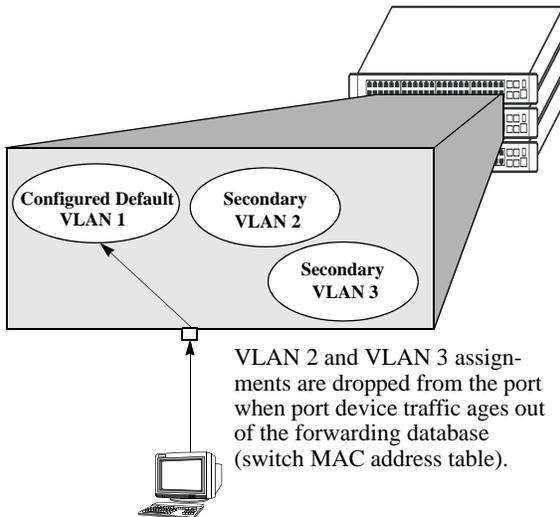 Configured Default
VLAN 1
Secondary
VLAN 2
Secondary
VLAN 3
VLAN 2 and VLAN 3 assign-
ments are dropped from the port
when port device traffic ages out
of the forwarding database
(switch MAC address table).